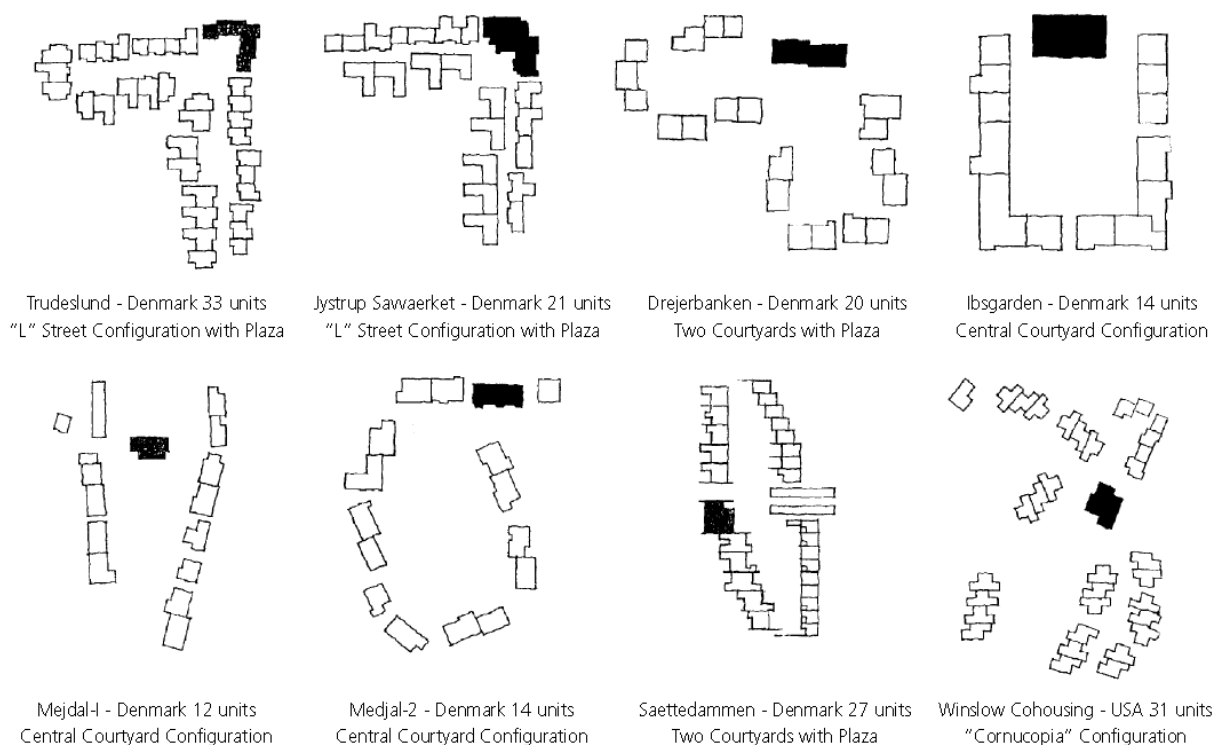 Trudeslund - Denmark 33 units
"L" Street Configuration with Plaza
Jystrup Savvaerket - Denmark 21 units
"L" Street Configuration with Plaza
Drejerbanken - Denmark 20 units
Two Courtyards with Plaza
Ibsgarden - Denmark 14 units
Central Courtyard Configuration
Mejdal-I - Denmark 12 units
Central Courtyard Configuration
Medjal-2 - Denmark 14 units
Central Courtyard Configuration
Saettedammen - Denmark 27 units
Two Courtyards with Plaza
Winslow Cohousing - USA 31 units
"Cornucopia" Configuration